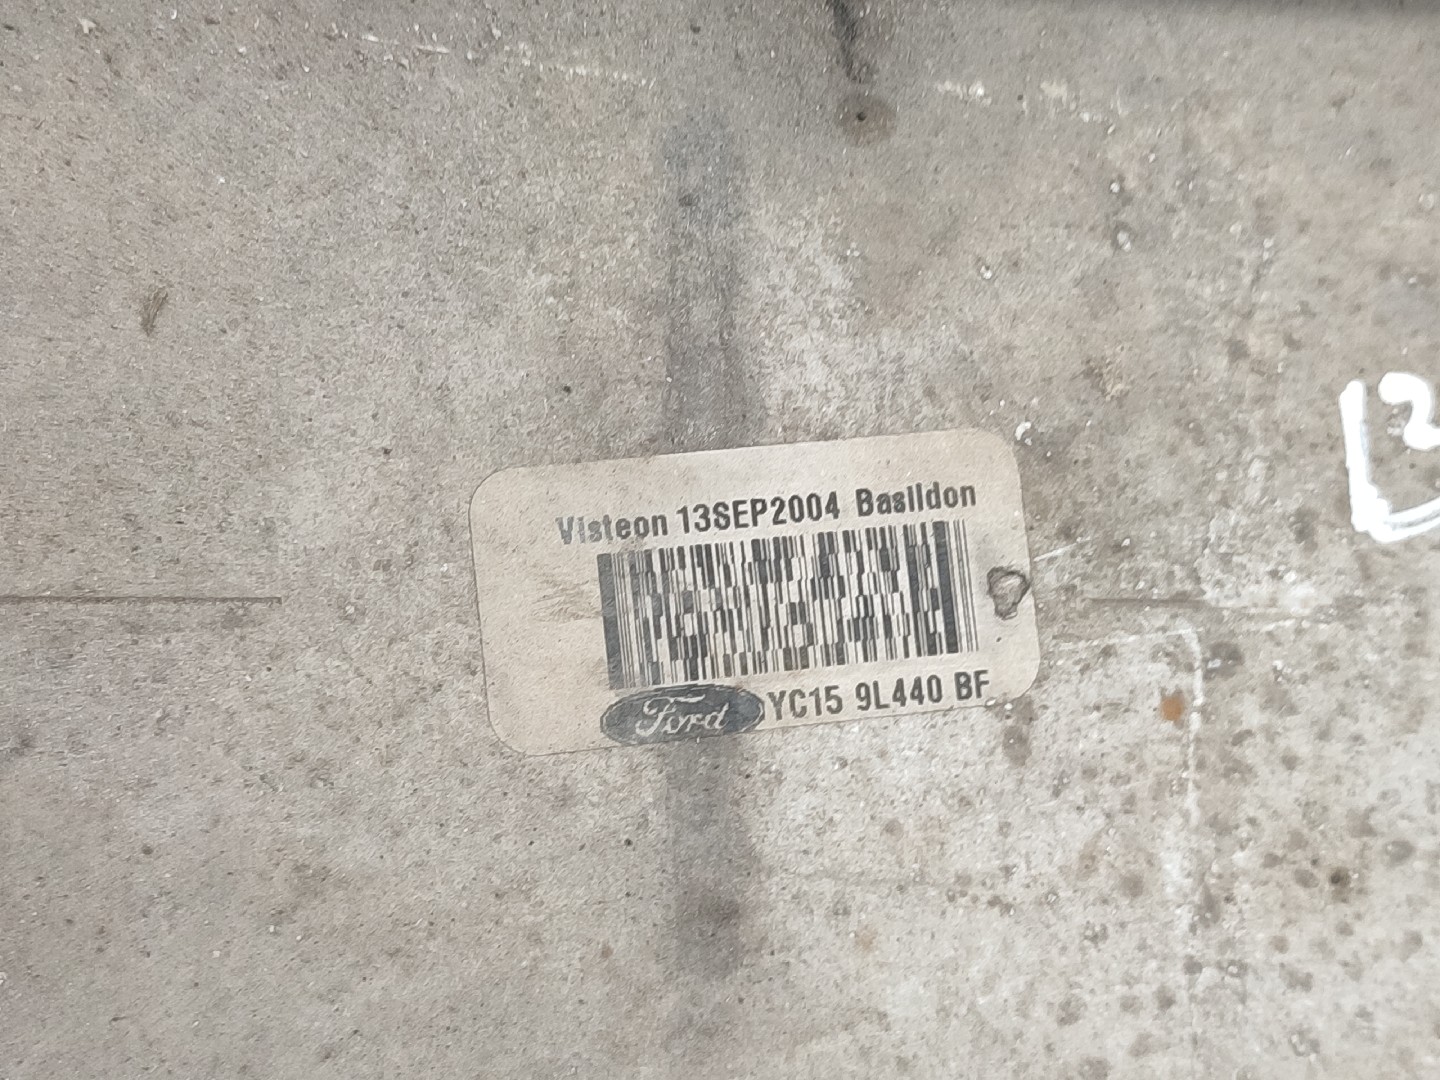 Visteon 13SEP2004 Basildon
Ford YC15 9L440 BF